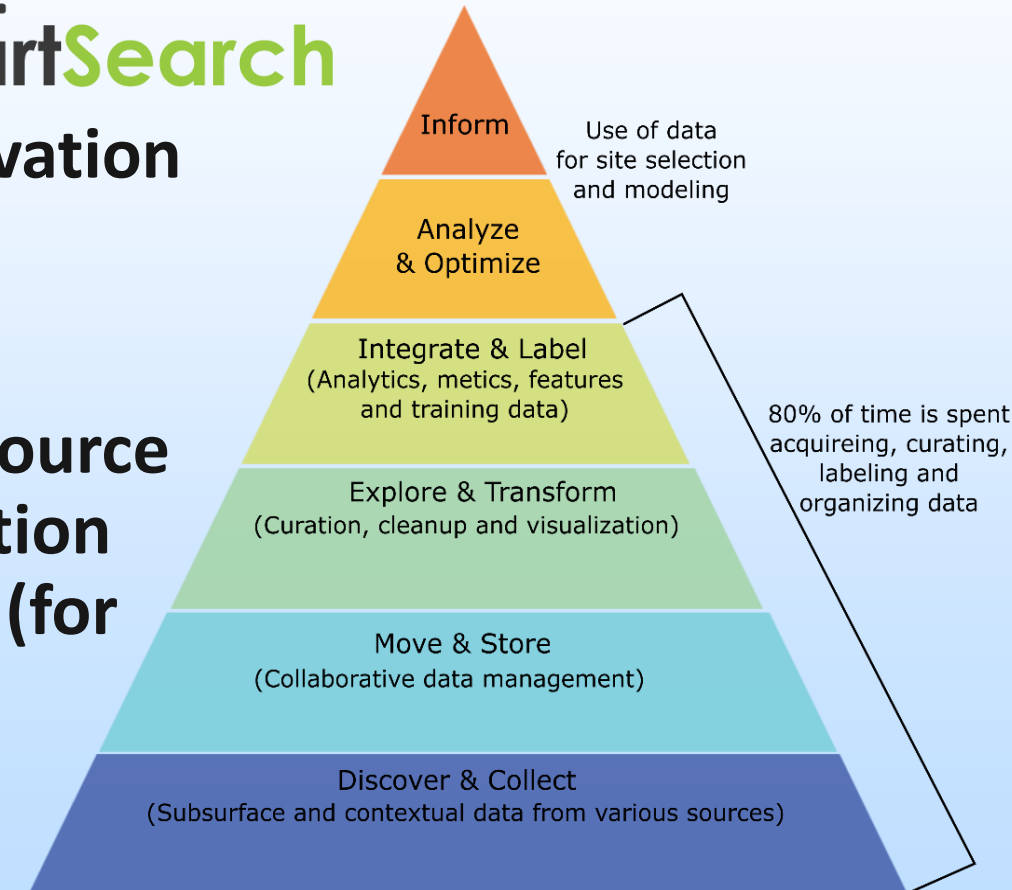 artSearch
vation
ource
tion
(for
Inform
Use of data
for site selection
and modeling
Analyze
& Optimize
Integrate & Label
(Analytics, metics, features
and training data)
80% of time is spent
acquireing, curating,
labeling and
organizing data
Explore & Transform
(Curation, cleanup and visualization)
Move & Store
(Collaborative data management)
Discover & Collect
(Subsurface and contextual data from various sources)